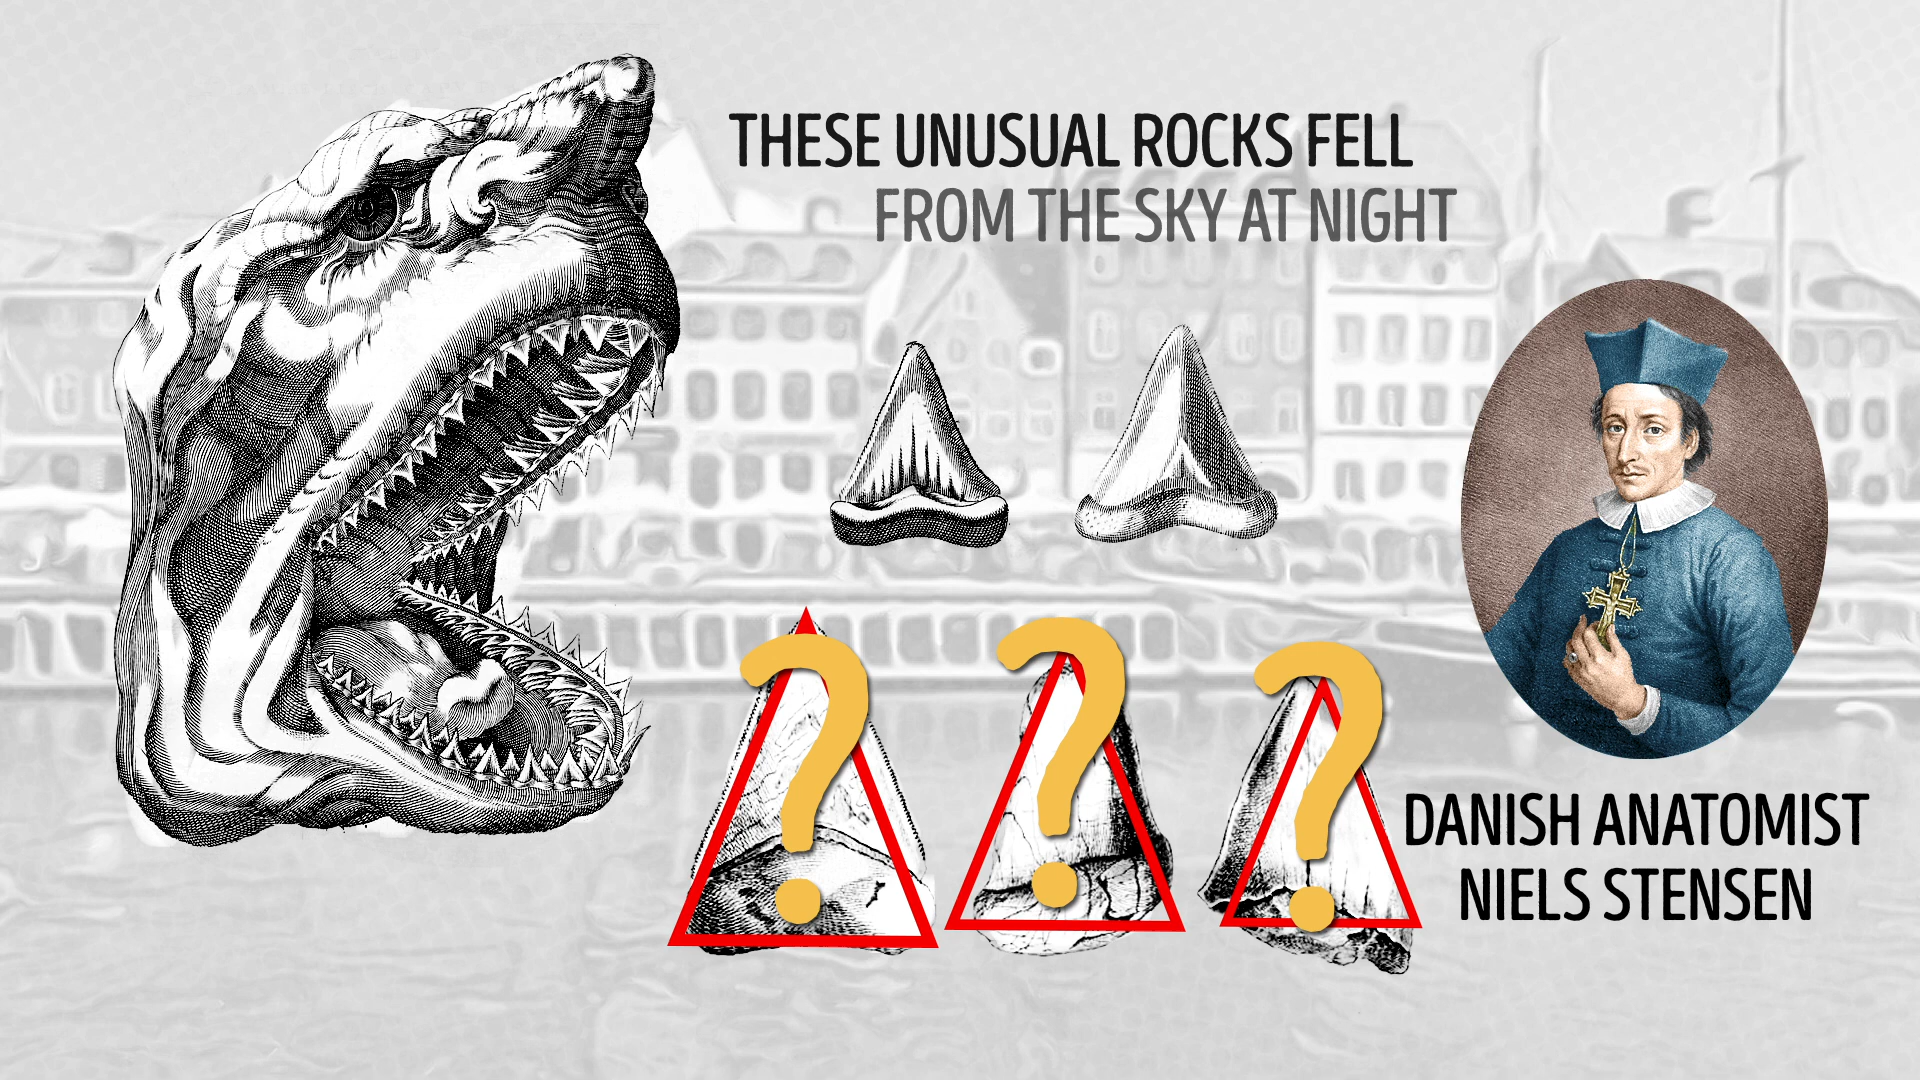 THESE UNUSUAL ROCKS FELL
FROM THE SKY AT NIGHT
? ? ?
DANISH ANATOMIST
NIELS STENSEN